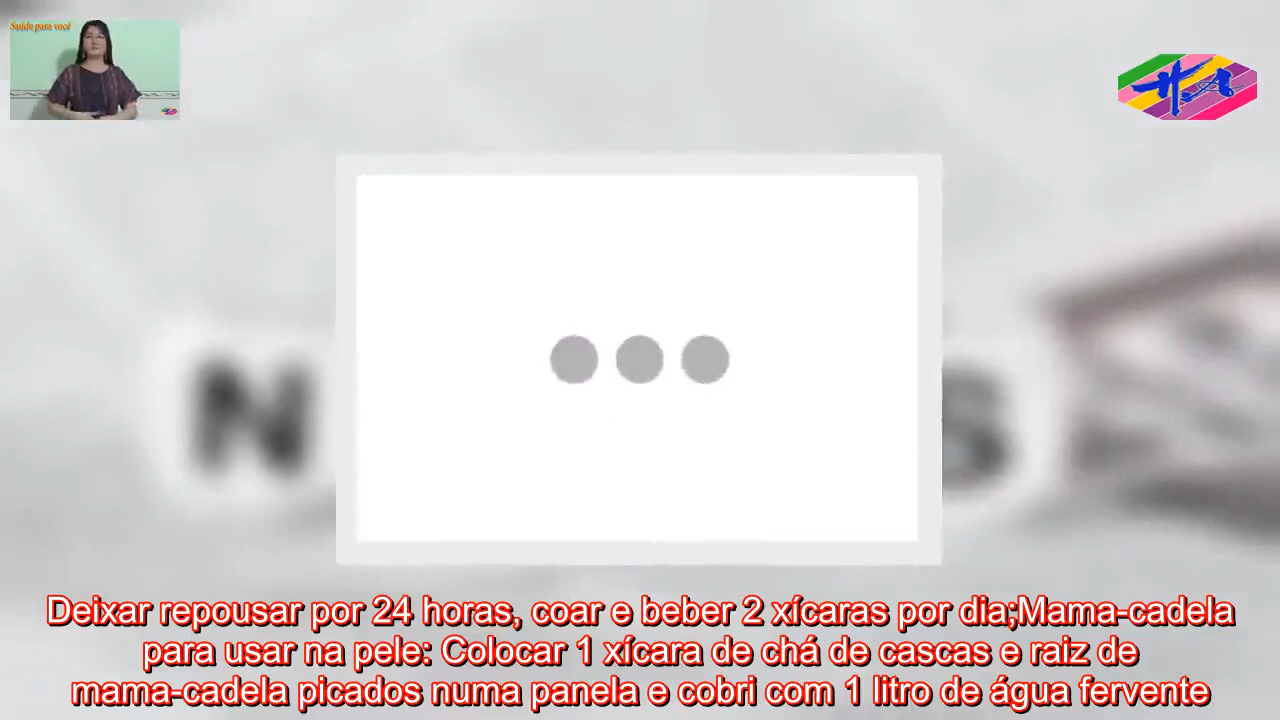 Saúde para você
H.A
N
Deixar repousar por 24 horas, coar e beber 2 xícaras por dia;Mama-cadela
para usar na pele: Colocar 1 xícara de chá de cascas e raiz de
mama-cadela picados numa panela e cobri com 1 litro de água fervente